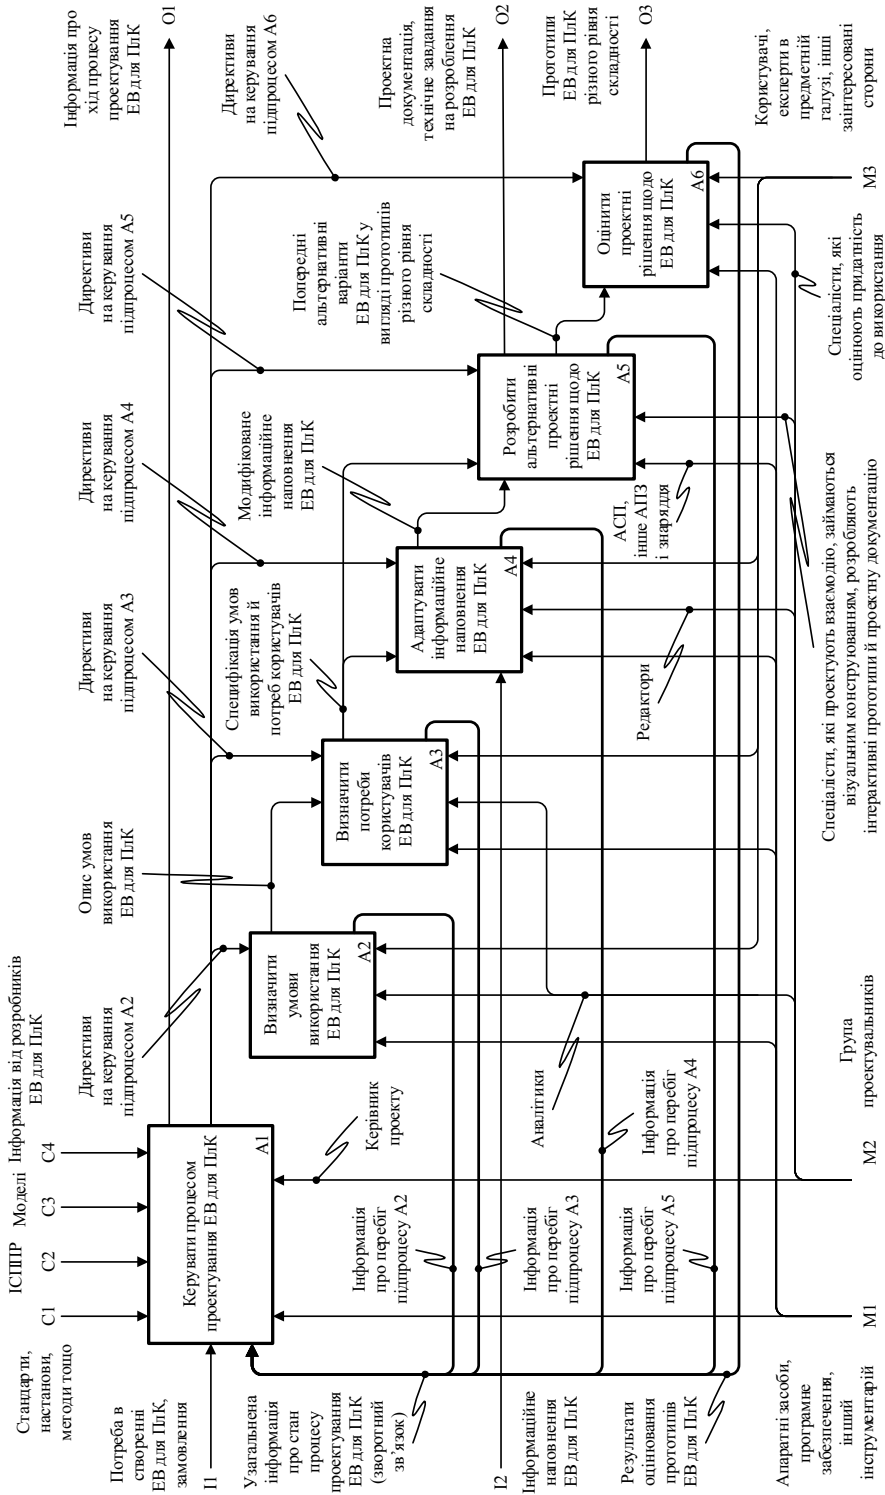 Стандарти,
настанови,
методи тощо
C1
ІСППР
C2
Моделі
C3
Інформація від розробників
ЕВ для ПлК
C4
Потреба в
створенні
ЕВ для ПлК,
замовлення
I1
Керувати процесом
проектування ЕВ для ПлК
A1
Директиви
на керування
підпроцесом А2
Опис умов
використання
ЕВ для ПлК
Директиви
на керування
підпроцесом А3
Директиви
на керування
підпроцесом А4
Директиви
на керування
підпроцесом А5
Директиви
на керування
підпроцесом А6
Інформація про
хід процесу
проектування
ЕВ для ПлК
O1
Узагальнена
інформація
про стан
процесу
проектування
ЕВ для ПлК
(зворотний
зв’язок)
Визначити
умови
використання
ЕВ для ПлК
A2
Визначити
потреби
користувачів
ЕВ для ПлК
A3
Специфікація умов
використання й
потреб користувачів
ЕВ для ПлК
Адаптувати
інформаційне
наповнення
ЕВ для ПлК
A4
Модифіковане
інформаційне
наповнення
ЕВ для ПлК
Розробити
альтернативні
проектні
рішення щодо
ЕВ для ПлК
A5
Попередні
альтернативні
варіанти
ЕВ для ПлК у
вигляді прототипів
різного рівня
складності
Оцінити
проектні
рішення щодо
ЕВ для ПлК
A6
Проектна
документація,
технічне завдання
на розроблення
ЕВ для ПлК
O2
Прототипи
ЕВ для ПлК
різного рівня
складності
O3
I2
Інформаційне
наповнення
ЕВ для ПлК
Результати
оцінювання
прототипів
ЕВ для ПлК
Інформація
про перебіг
підпроцесу А2
Інформація
про перебіг
підпроцесу А3
Інформація
про перебіг
підпроцесу А5
Керівник
проекту
Аналітики
Інформація
про перебіг
підпроцесу А4
Редактори
АСП,
інше АПЗ
і знаряддя
Апаратні засоби,
програмне
забезпечення,
інший
інструментарій
M1
M2
Група
проектувальників
Спеціалісти, які проектують взаємодію, займаються
візуальним конструюванням, розробляють
інтерактивні прототипи й проектну документацію
Спеціалісти, які
оцінюють придатність
до використання
M3
Користувачі,
експерти в
предметній
галузі, інші
заінтересовані
сторони